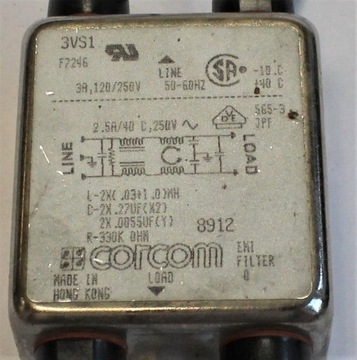 3VS1
F7246
LINE
-10.C
+40 C
3A,120/250V 50-60HZ
VDE
565-3
JPF
2.5A/40 C,250V ~
LINE
LOAD
L-2X(.03+1.0)MH
C-2X.27UF(X2)
2X.0055UF(Y)
R-330K OHM
8912
corcom
EMI
FILTER
MADE IN
HONG KONG
LOAD